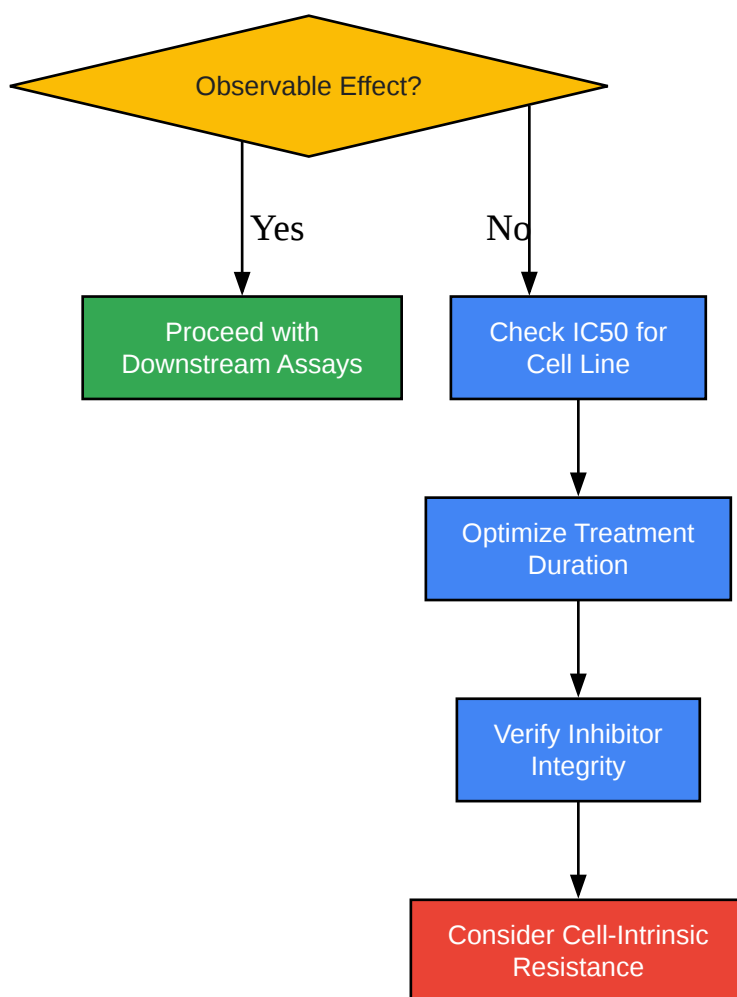 Observable Effect?
Yes
No
Proceed with
Downstream Assays
Check IC50 for
Cell Line
Optimize Treatment
Duration
Verify Inhibitor
Integrity
Consider Cell-Intrinsic
Resistance